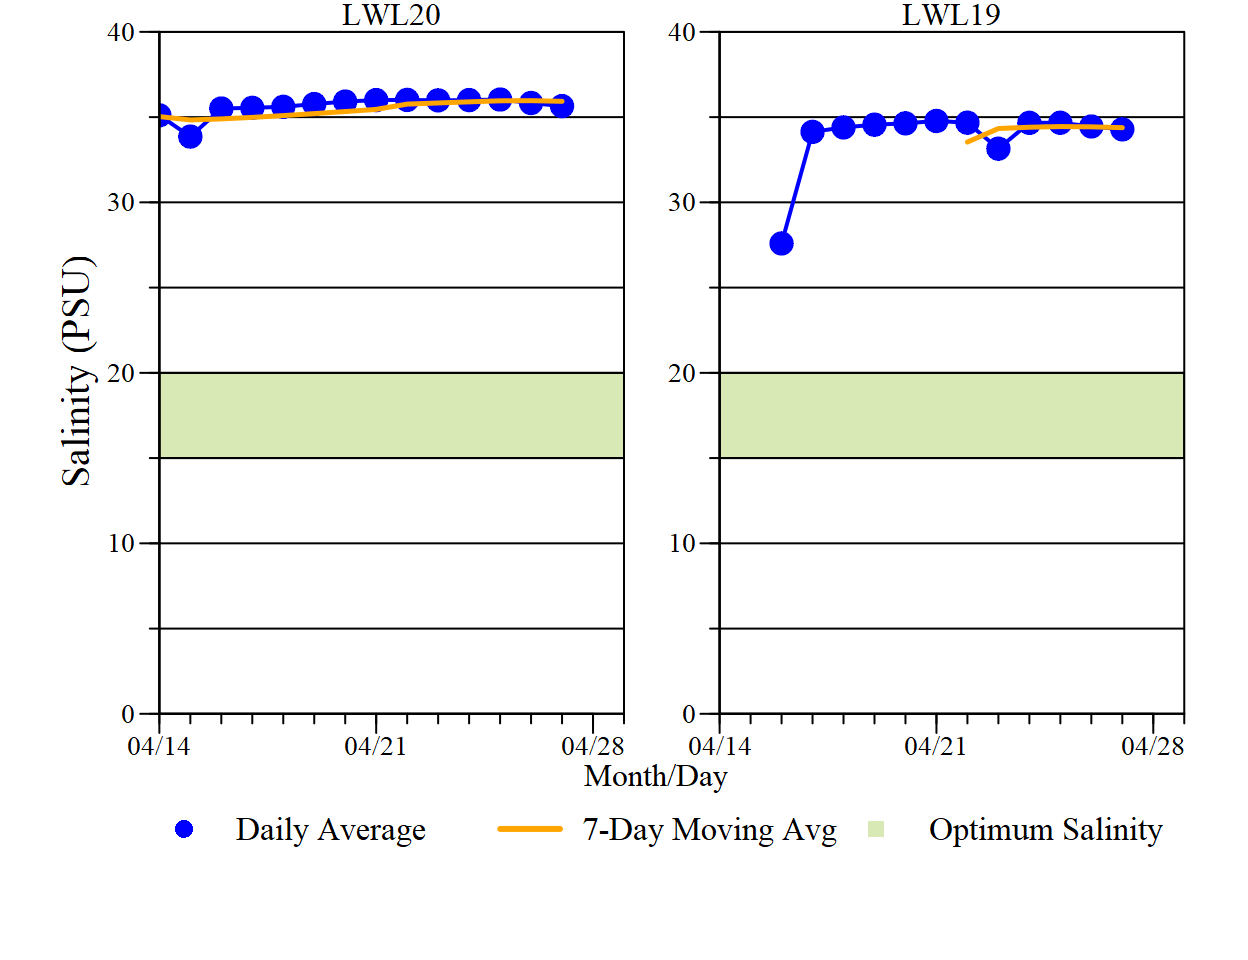 LWL20
LWL19
40
40
30
30
20
20
10
10
0
0
Salinity (PSU)
04/14
04/21
04/28
04/14
04/21
04/28
Month/Day
Daily Average
7-Day Moving Avg
Optimum Salinity